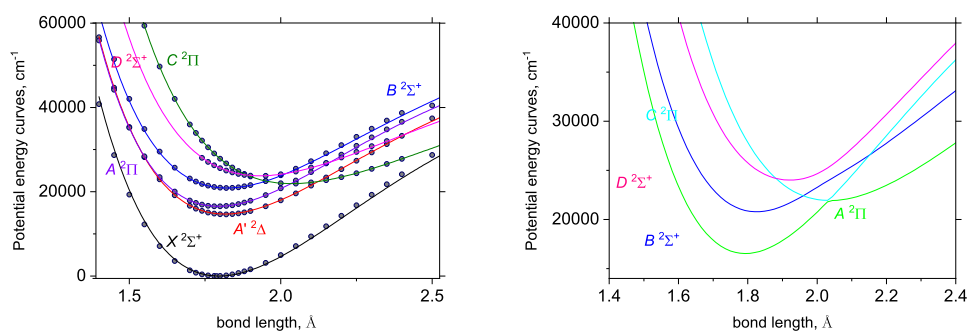 60000
40000
20000
0
Potential energy curves, cm⁻¹
D ²Σ⁺
C ²Π
B ²Σ⁺
A ²Π
X ²Σ⁺
A' ²Δ
1.5
2.0
2.5
bond length, Å
40000
30000
20000
Potential energy curves, cm⁻¹
C ²Π
D ²Σ⁺
A ²Π
B ²Σ⁺
1.4
1.6
1.8
2.0
2.2
2.4
bond length, Å